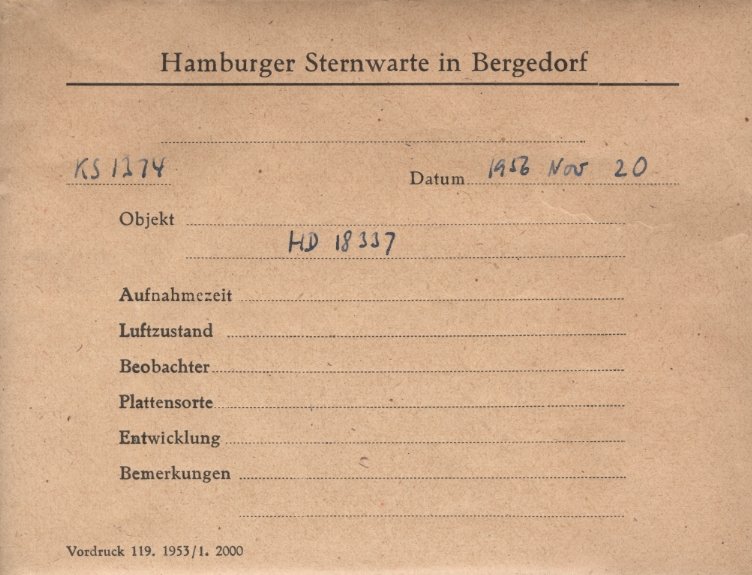 Hamburger Sternwarte in Bergedorf
KS 1374
Datum 1956 Nov 20
Objekt
HD 18337
Aufnahmezeit
Luftzustand
Beobachter
Plattensorte
Entwicklung
Bemerkungen
Vordruck 119. 1953/1. 2000